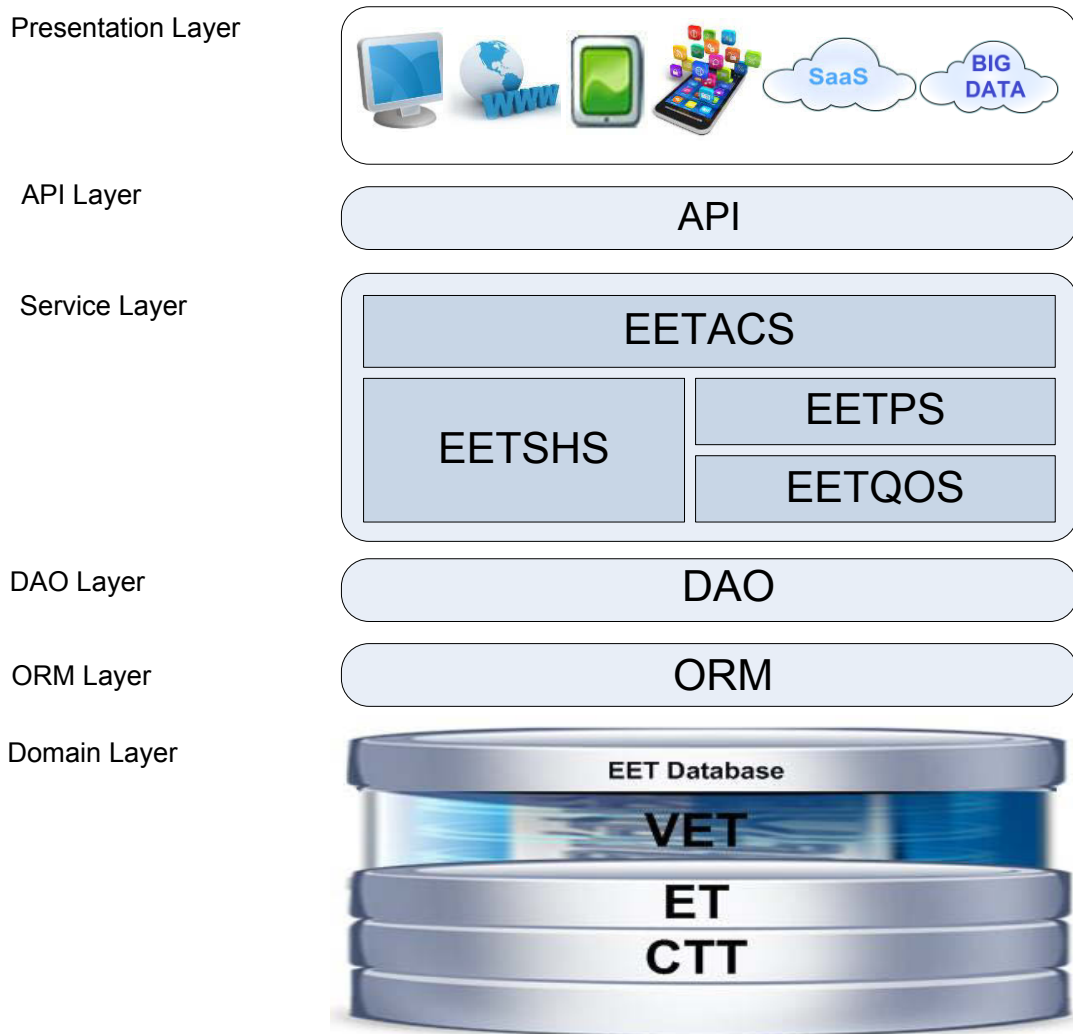 Presentation Layer
WWW
SaaS
BIG
DATA
API Layer
API
Service Layer
EETACS
EETSHS
EETPS
EETQOS
DAO Layer
DAO
ORM Layer
ORM
Domain Layer
EET Database
VET
ET
CTT